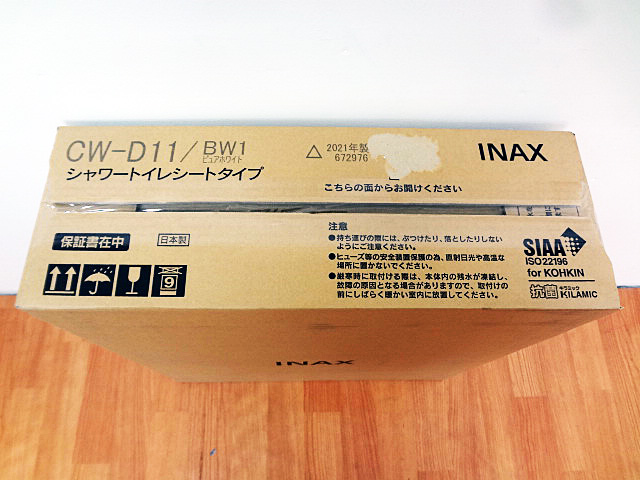 CW-D11/BW1
ピュアホワイト
シャワートイレシートタイプ
△ 2021年製
672976
INAX
こちらの面からお開けください
保証書在中
日本製
注意
●持ち運びの際には、ぶつけたり、落としたりしない
ようにご注意ください。
●ヒューズ等の安全装置保護の為、直射日光や高温な
場所に置かないでください。
●厳寒時に取付ける際は、本体内の残水が凍結し、
故障の原因となる場合がありますので、取付けの
前にしばらく暖かい室内に放置してください。
9
SIAA
ISO22196
for KOHKIN
抗菌
キラミック
KILAMIC
INAX